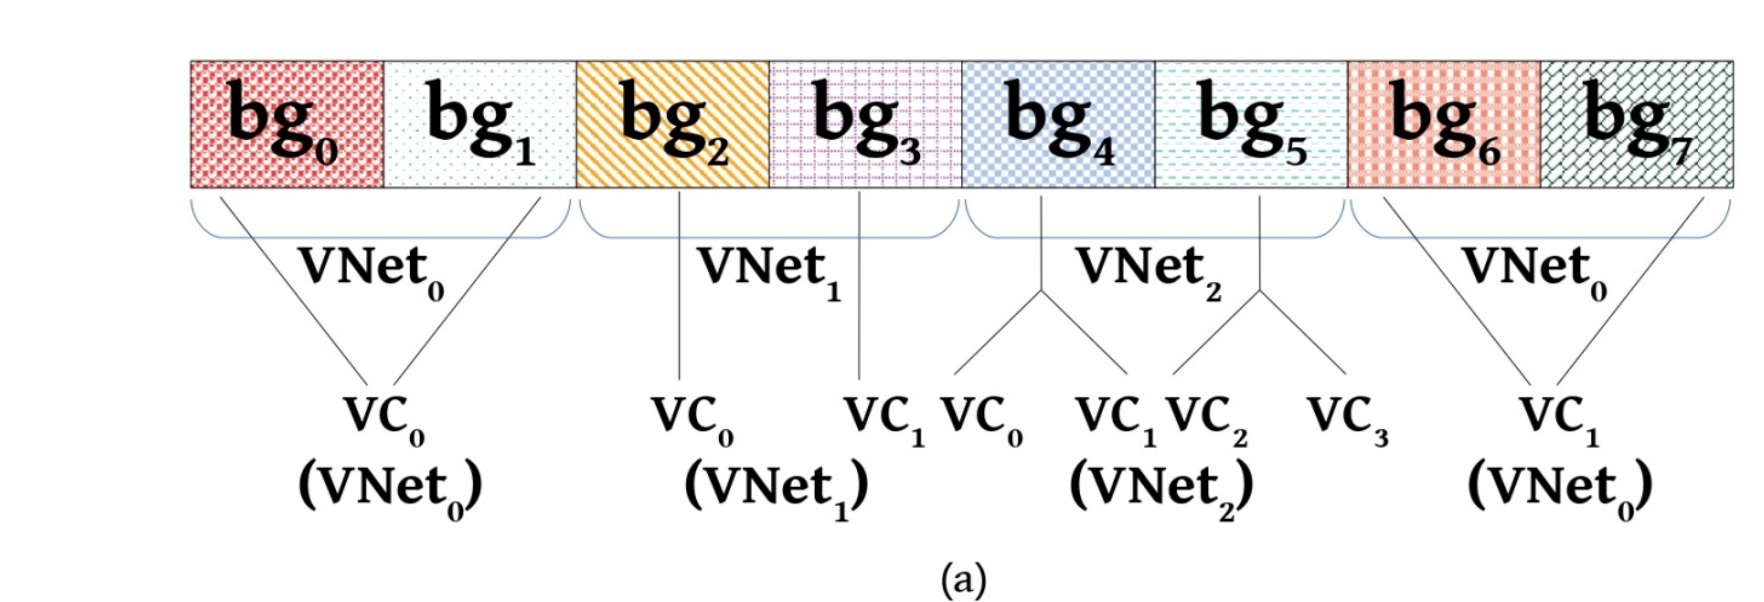 bg₀ bg₁ bg₂ bg₃ bg₄ bg₅ bg₆ bg₇
VNet₀ VNet₁ VNet₂ VNet₀
VC₀ VC₀ VC₁ VC₀ VC₁ VC₂ VC₃ VC₁
(VNet₀) (VNet₁) (VNet₂) (VNet₀)
(a)